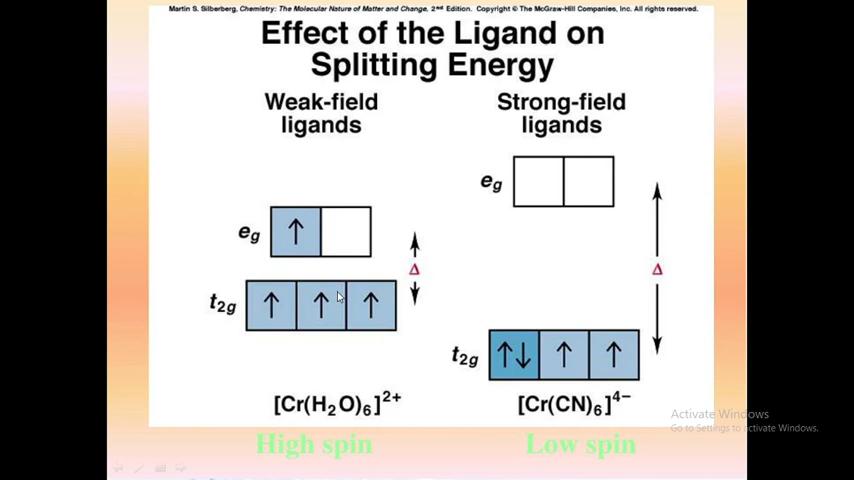 Martin S. Silberberg, Chemistry: The Molecular Nature of Matter and Change, 2nd Edition. Copyright © The McGraw-Hill Companies, Inc. All rights reserved.
Effect of the Ligand on
Splitting Energy
Weak-field
ligands
Strong-field
ligands
eg
eg
Δ
Δ
t2g
t2g
[Cr(H2O)6]2+
[Cr(CN)6]4−
High spin
Low spin
Activate Windows
Go to Settings to activate Windows.